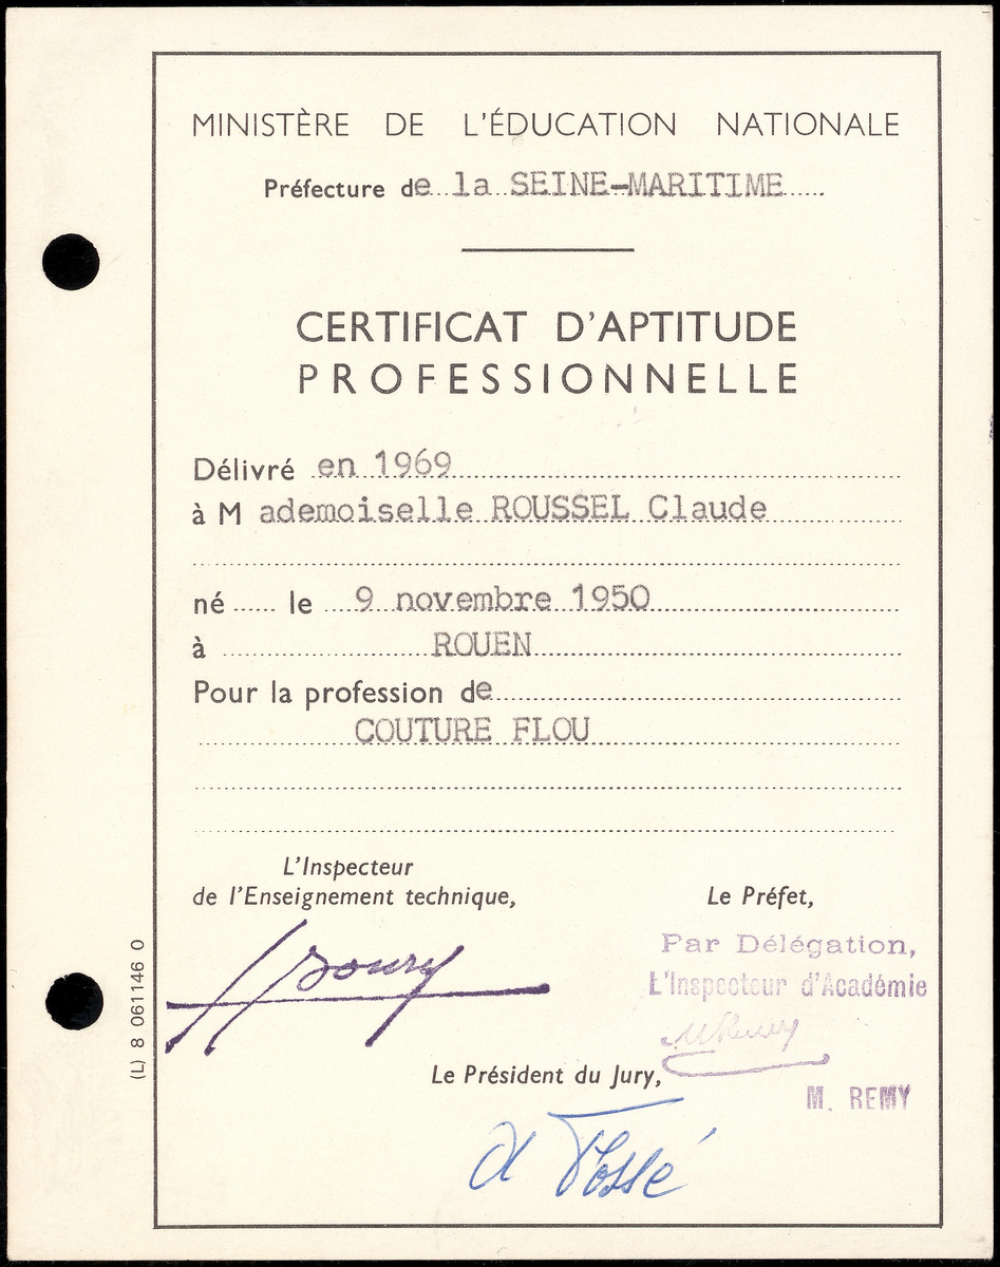 MINISTÈRE DE L'ÉDUCATION NATIONALE
Préfecture de la SEINE-MARITIME
CERTIFICAT D'APTITUDE
PROFESSIONNELLE
Délivré en 1969
à Mademoiselle ROUSSEL Claude
né le 9 novembre 1950
à ROUEN
Pour la profession de
COUTURE FLOU
L'Inspecteur
de l'Enseignement technique,
Le Préfet,
Par Délégation,
L'Inspecteur d'Académie
M. REMY
Le Président du Jury,
(L) 8 061146 0